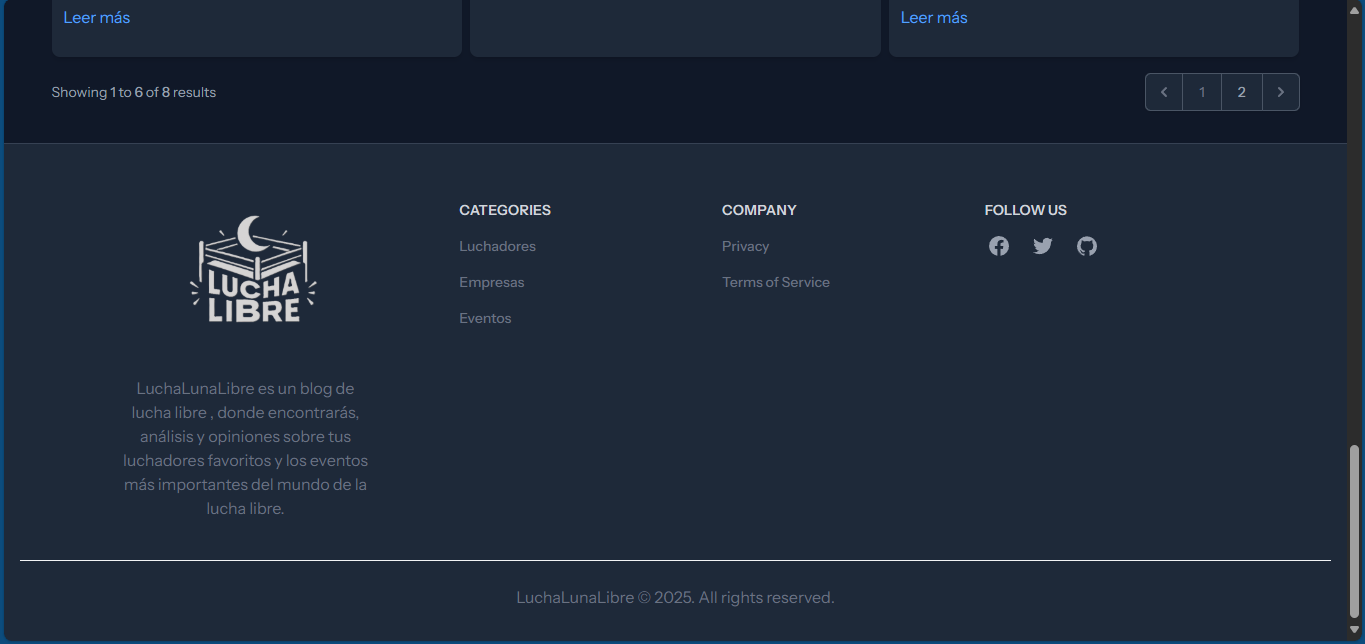 Leer más
Leer más
Showing 1 to 6 of 8 results
1
2
LUCHA
LIBRE
LuchaLunaLibre es un blog de
lucha libre , donde encontrarás,
análisis y opiniones sobre tus
luchadores favoritos y los eventos
más importantes del mundo de la
lucha libre.
CATEGORIES
Luchadores
Empresas
Eventos
COMPANY
Privacy
Terms of Service
FOLLOW US
LuchaLunaLibre © 2025. All rights reserved.